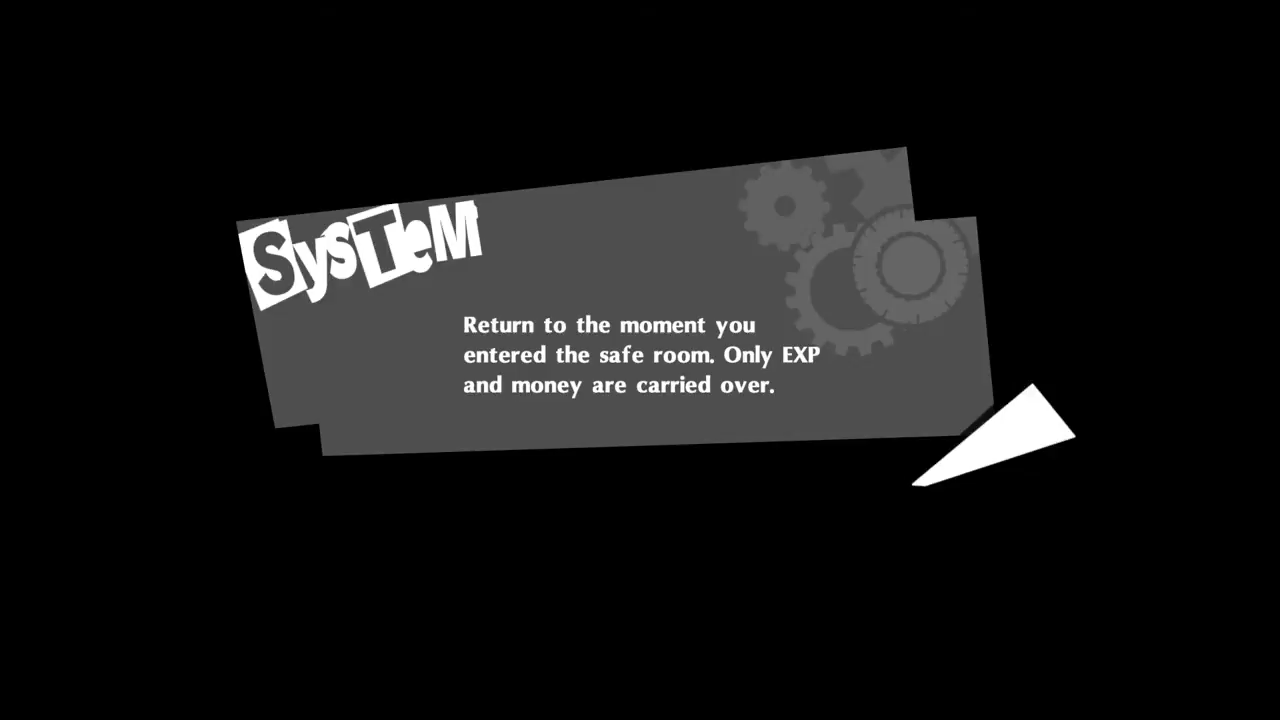 SysTeM
Return to the moment you
entered the safe room. Only EXP
and money are carried over.